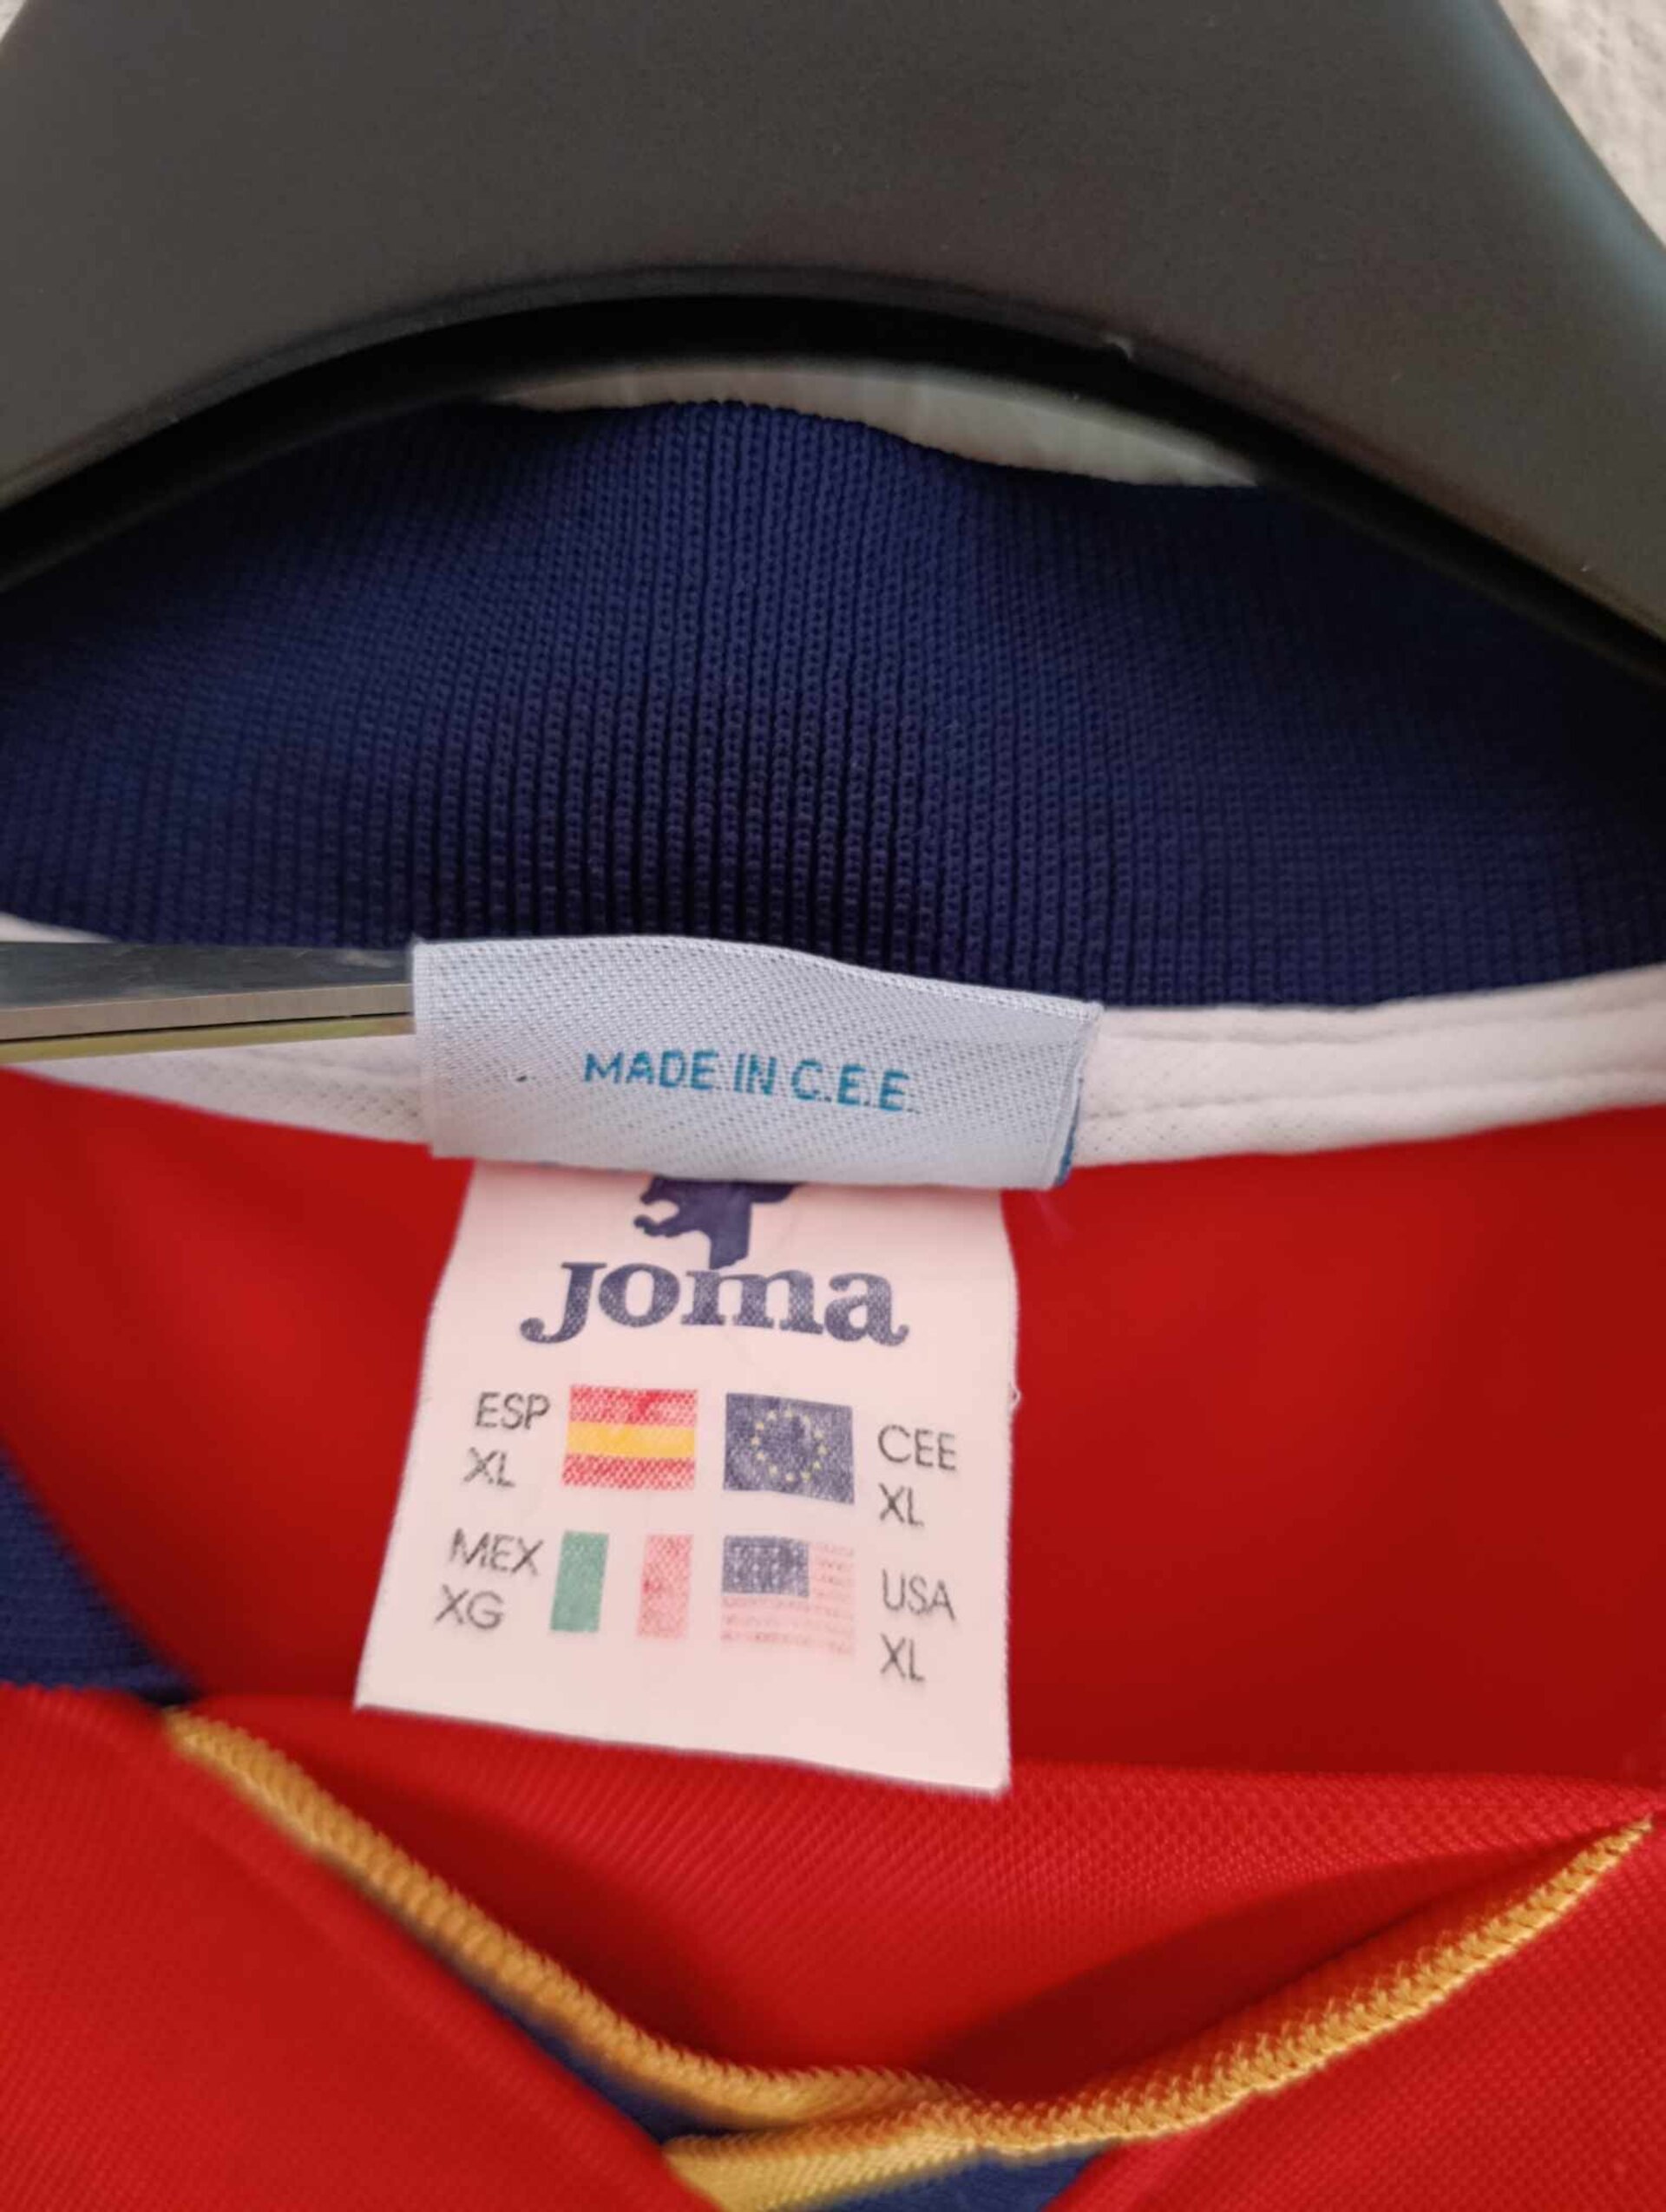 MADE IN C.E.E.
Joma
ESP
XL
CEE
XL
MEX
XG
USA
XL